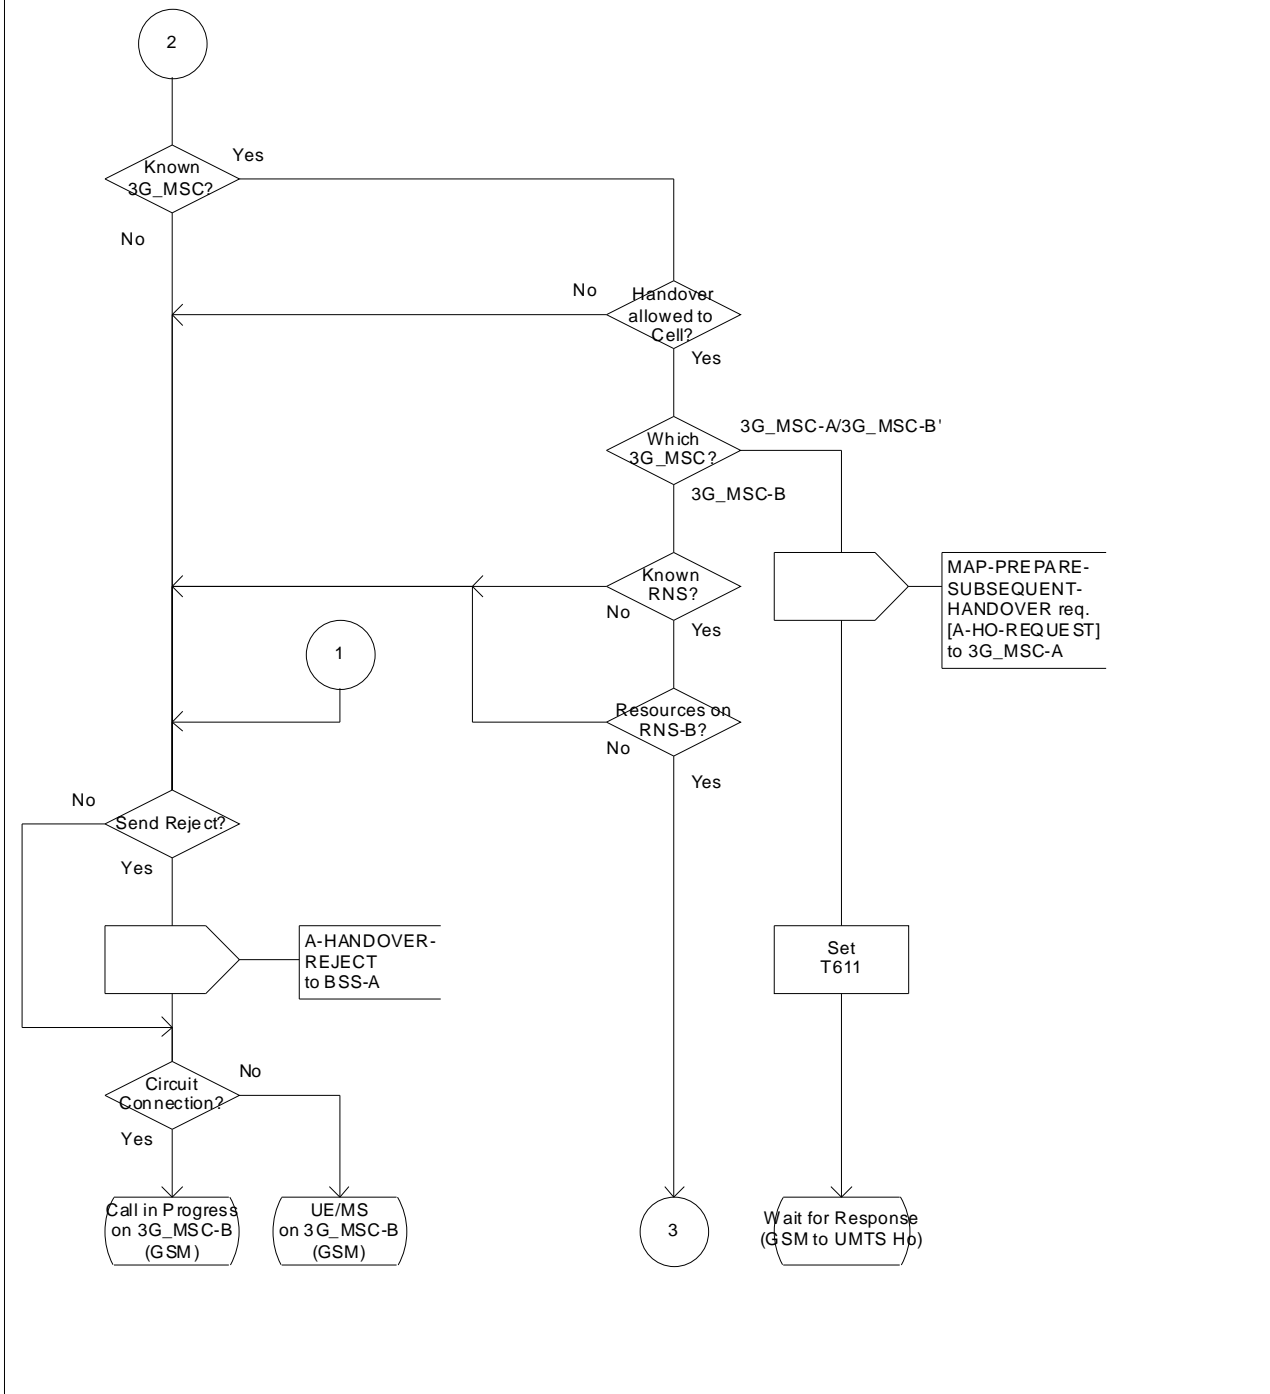 2
Known
3G_MSC?
Yes
No
Handover
allowed to
Cell?
No
Yes
Which
3G_MSC?
3G_MSC-A/3G_MSC-B'
3G_MSC-B
Known
RNS?
No
Yes
MAP-PREPARE-
SUBSEQUENT-
HANDOVER req.
[A-HO-REQUEST]
to 3G_MSC-A
1
Resources on
RNS-B?
No
Yes
No
Send Reject?
Yes
A-HANDOVER-
REJECT
to BSS-A
Set
T611
Circuit
Connection?
No
Yes
Call in Progress
on 3G_MSC-B
(GSM)
UE/MS
on 3G_MSC-B
(GSM)
3
Wait for Response
(GSM to UMTS Ho)